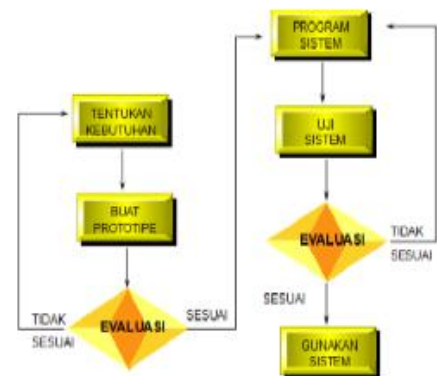 TENTUKAN
KEBUTUHAN
BUAT
PROTOTIPE
EVALUASI
TIDAK
SESUAI
SESUAI
PROGRAM
SISTEM
UJI
SISTEM
EVALUASI
TIDAK
SESUAI
SESUAI
GUNAKAN
SISTEM